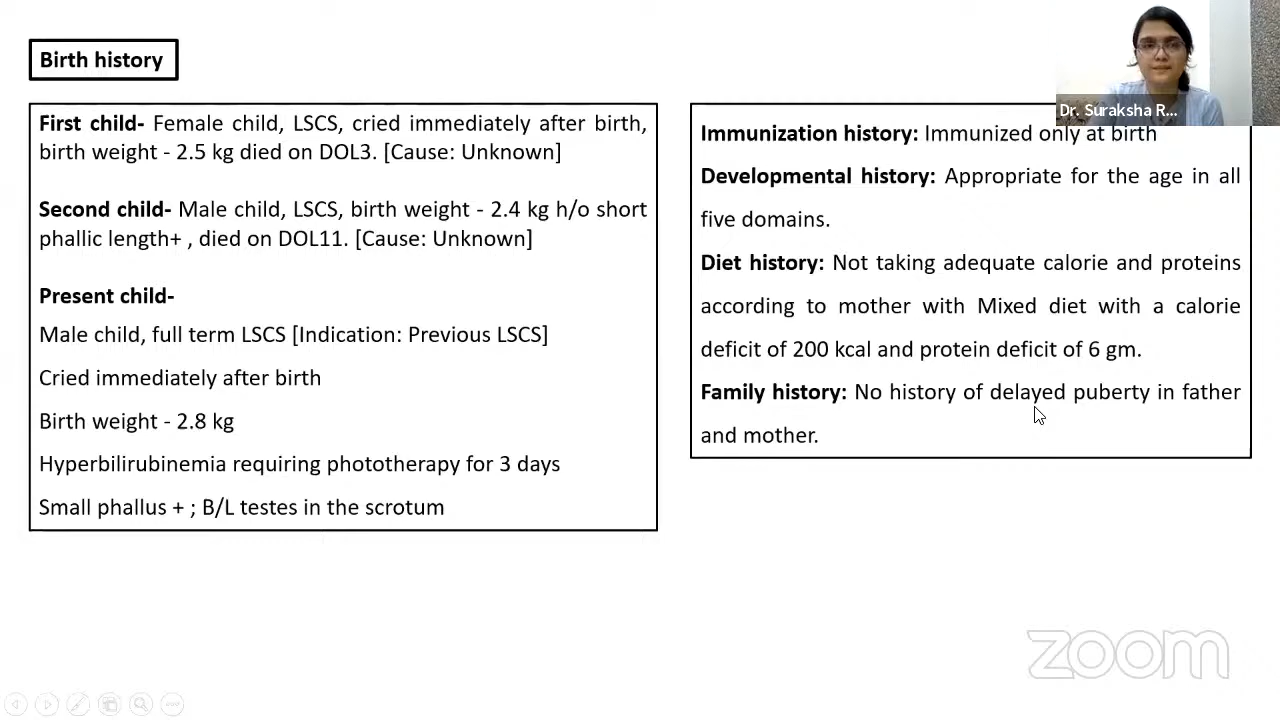 Birth history
First child- Female child, LSCS, cried immediately after birth,
birth weight - 2.5 kg died on DOL3. [Cause: Unknown]
Second child- Male child, LSCS, birth weight - 2.4 kg h/o short
phallic length+ , died on DOL11. [Cause: Unknown]
Present child-
Male child, full term LSCS [Indication: Previous LSCS]
Cried immediately after birth
Birth weight - 2.8 kg
Hyperbilirubinemia requiring phototherapy for 3 days
Small phallus + ; B/L testes in the scrotum
Dr. Suraksha R...
Immunization history: Immunized only at birth
Developmental history: Appropriate for the age in all
five domains.
Diet history: Not taking adequate calorie and proteins
according to mother with Mixed diet with a calorie
deficit of 200 kcal and protein deficit of 6 gm.
Family history: No history of delayed puberty in father
and mother.
zoom